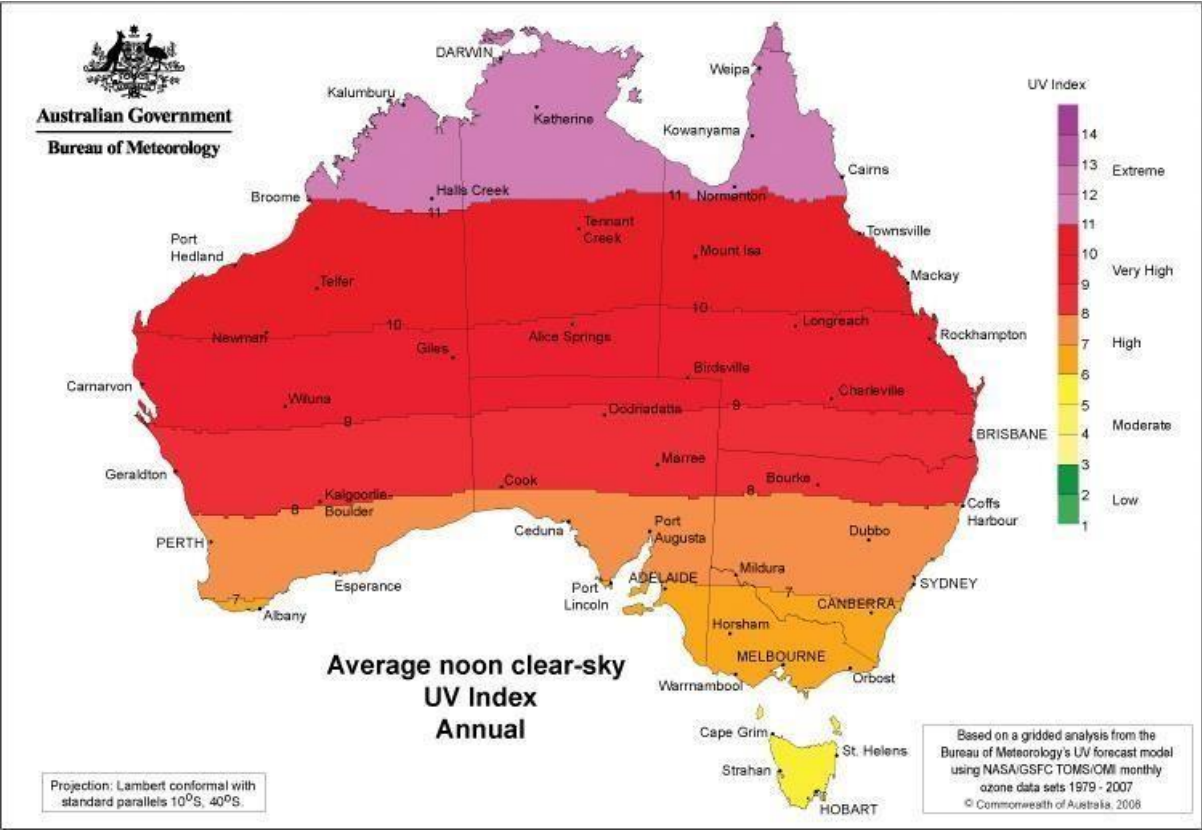 Australian Government
Bureau of Meteorology
DARWIN
Weipa
Kalumburu
Katherine
Kowanyama
Cairns
Broome
Halls Creek
11
11
Normanton
Tennant
Creek
Townsville
Port
Hedland
Mount Isa
Mackay
Telfer
10
10
Newman
Alice Springs
Longreach
Rockhampton
Giles
Birdsville
Carnarvon
Charleville
Wiluna
9
Oodnadatta
9
BRISBANE
Marree
Geraldton
Cook
Bourke
8
Kalgoorlie-
Boulder
8
Coffs
Harbour
PERTH
Ceduna
Port
Augusta
Dubbo
Mildura
Esperance
Port
Lincoln
ADELAIDE
SYDNEY
7
7
CANBERRA
Albany
Horsham
MELBOURNE
Warrnambool
Orbost
Cape Grim
St. Helens
Strahan
HOBART
UV Index
14
13
12
11
10
9
8
7
6
5
4
3
2
1
Extreme
Very High
High
Moderate
Low
Average noon clear-sky
UV Index
Annual
Projection: Lambert conformal with
standard parallels 10°S, 40°S.
Based on a gridded analysis from the
Bureau of Meteorology's UV forecast model
using NASA/GSFC TOMS/OMI monthly
ozone data sets 1979 - 2007
© Commonwealth of Australia, 2008